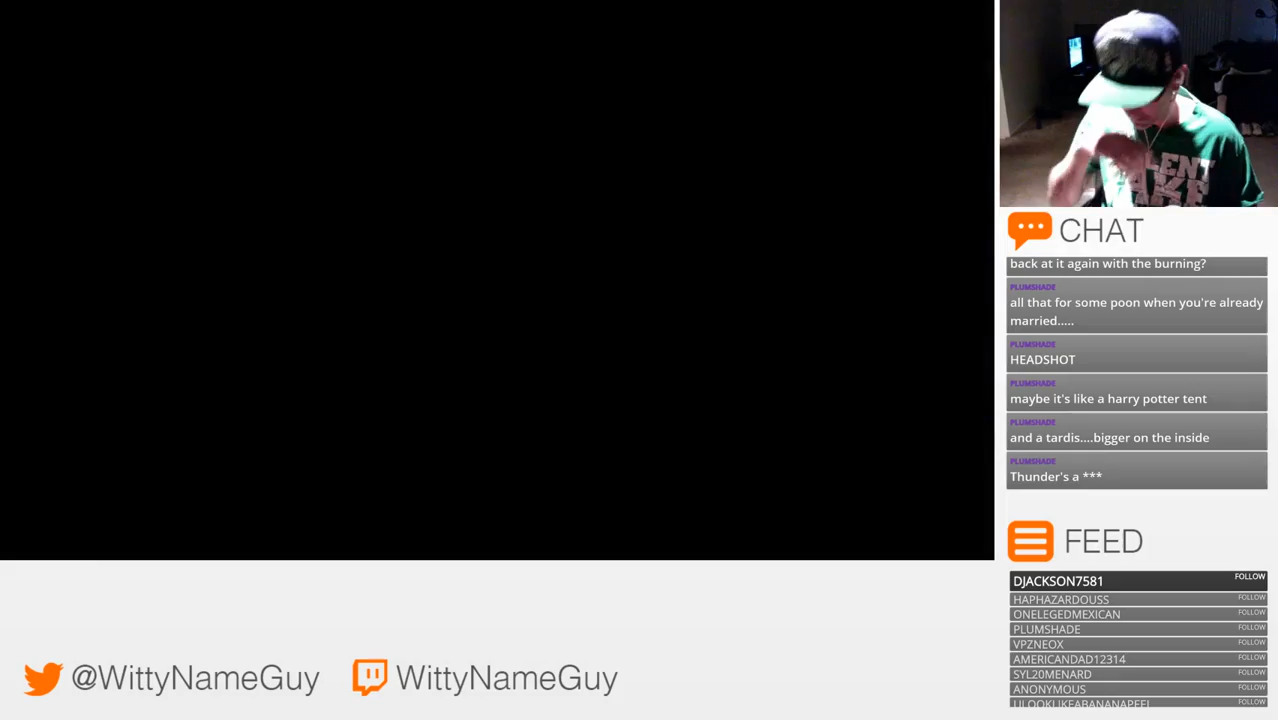 CHAT
back at it again with the burning?
PLUMSHADE
all that for some poon when you're already
married.....
PLUMSHADE
HEADSHOT
PLUMSHADE
maybe it's like a harry potter tent
PLUMSHADE
and a tardis....bigger on the inside
PLUMSHADE
Thunder's a ***
FEED
DJACKSON7581 FOLLOW
HAPHAZARDOUSS FOLLOW
ONELEGEDMEXICAN FOLLOW
PLUMSHADE FOLLOW
VPZNEOX FOLLOW
AMERICANDAD12314 FOLLOW
SYL20MENARD FOLLOW
ANONYMOUS FOLLOW
ULOOKLIKEABANANAPEEL FOLLOW
@WittyNameGuy WittyNameGuy